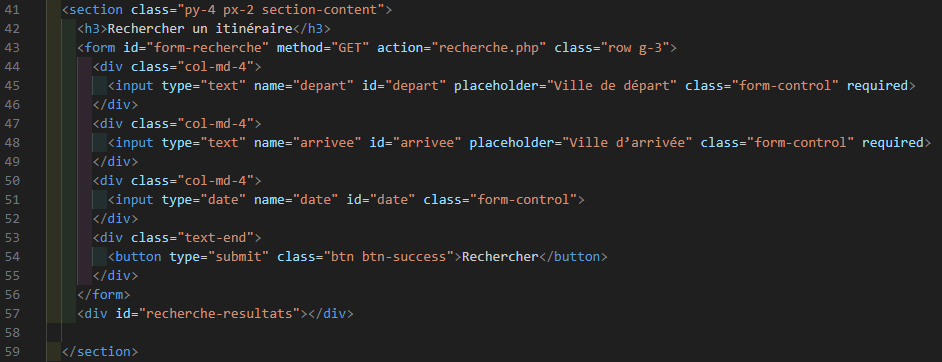 41 <section class="py-4 px-2 section-content">
42 <h3>Rechercher un itinéraire</h3>
43 <form id="form-recherche" method="GET" action="recherche.php" class="row g-3">
44 <div class="col-md-4">
45 <input type="text" name="depart" id="depart" placeholder="Ville de départ" class="form-control" required>
46 </div>
47 <div class="col-md-4">
48 <input type="text" name="arrivee" id="arrivee" placeholder="Ville d’arrivée" class="form-control" required>
49 </div>
50 <div class="col-md-4">
51 <input type="date" name="date" id="date" class="form-control">
52 </div>
53 <div class="text-end">
54 <button type="submit" class="btn btn-success">Rechercher</button>
55 </div>
56 </form>
57 <div id="recherche-resultats"></div>
58
59 </section>